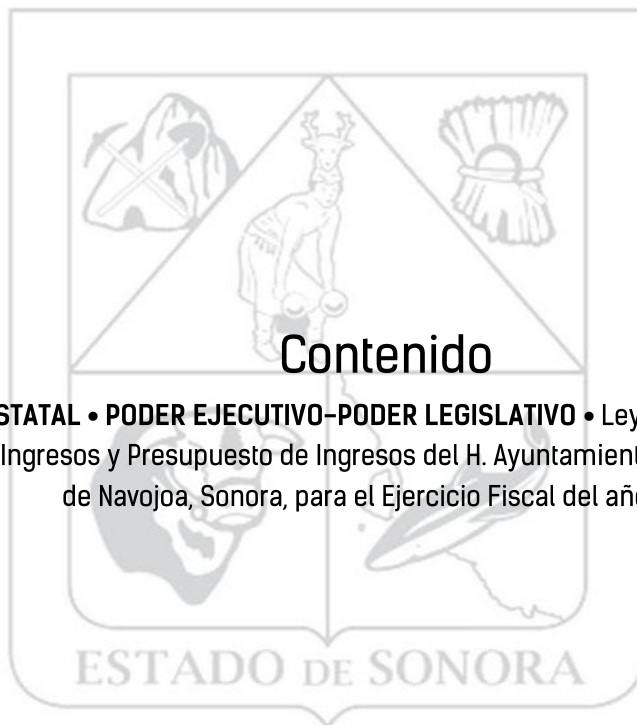 Contenido
STATAL • PODER EJECUTIVO-PODER LEGISLATIVO • Ley
Ingresos y Presupuesto de Ingresos del H. Ayuntamient
de Navojoa, Sonora, para el Ejercicio Fiscal del añ
ESTADO DE SONORA